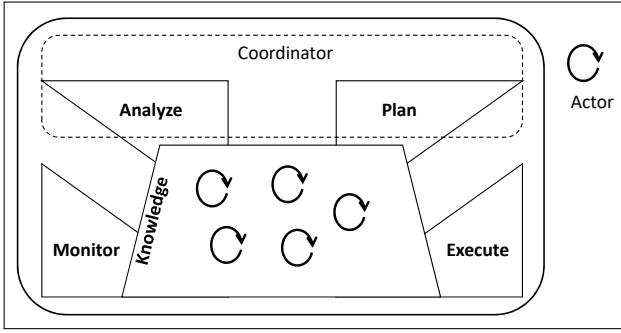 Coordinator
Analyze
Plan
Actor
Knowledge
Monitor
Execute